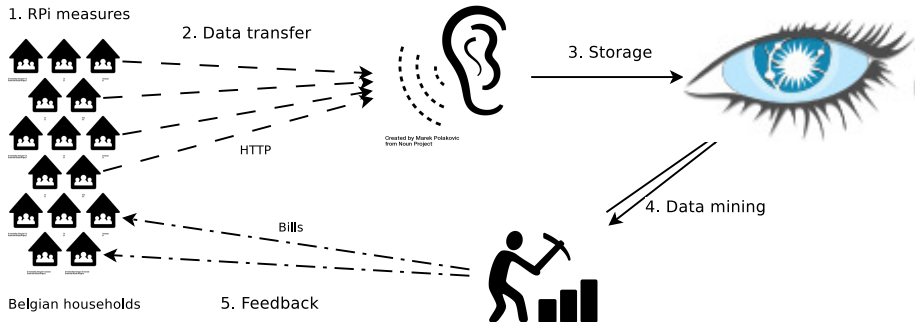 1. RPi measures
2. Data transfer
3. Storage
HTTP
Created by Marek Polakovic
from Noun Project
4. Data mining
Bills
5. Feedback
Belgian households